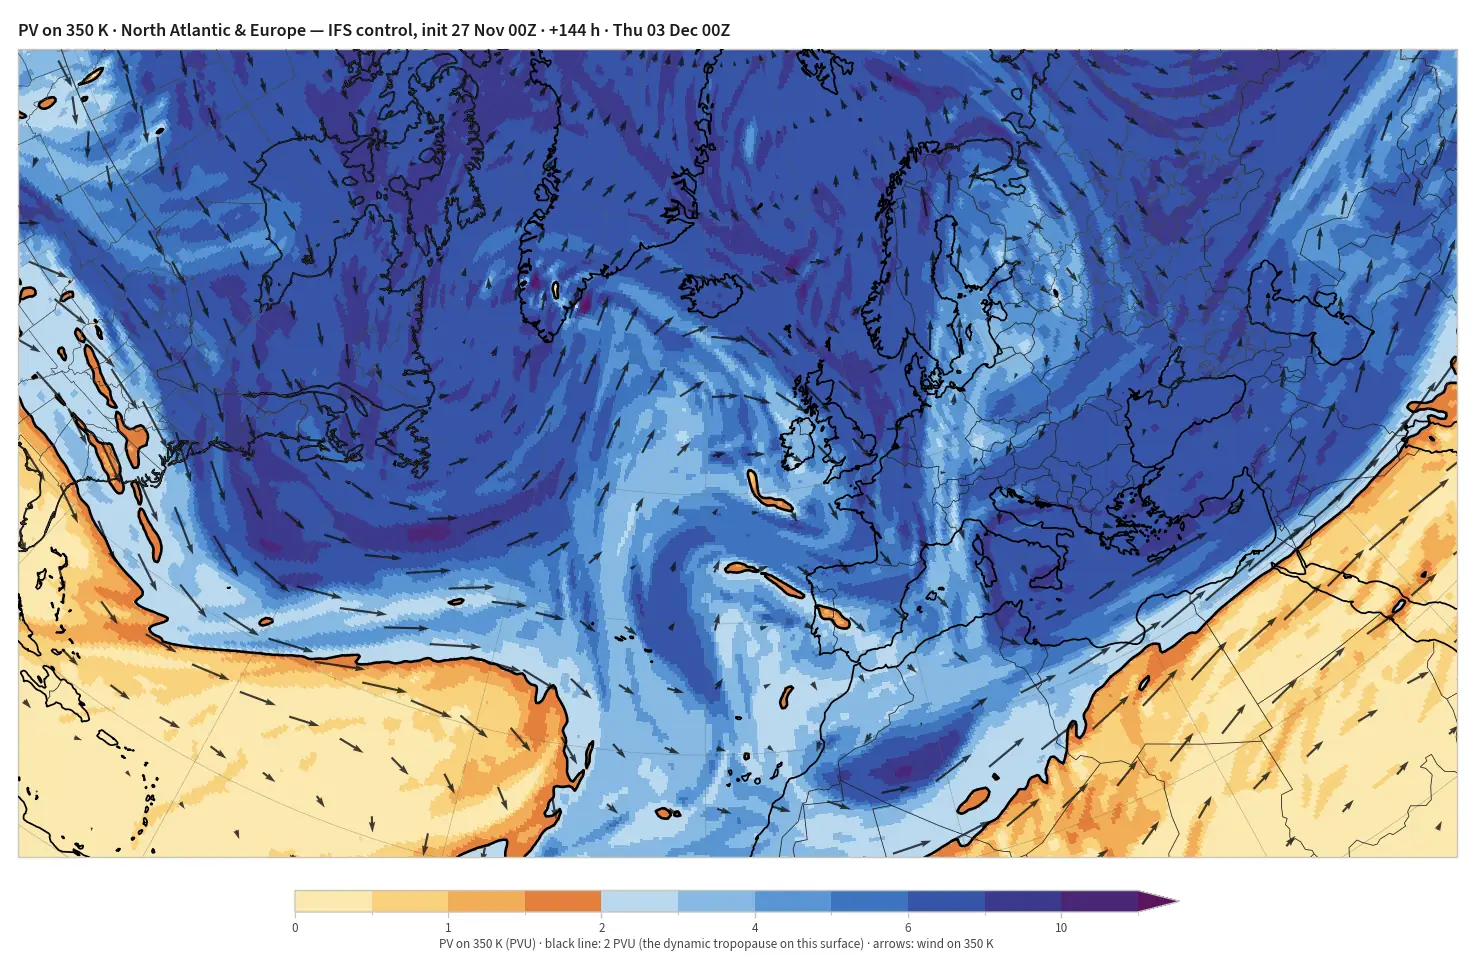 PV on 350 K · North Atlantic & Europe — IFS control, init 27 Nov 00Z · +144 h · Thu 03 Dec 00Z
0 1 2 4 6 10
PV on 350 K (PVU) · black line: 2 PVU (the dynamic tropopause on this surface) · arrows: wind on 350 K